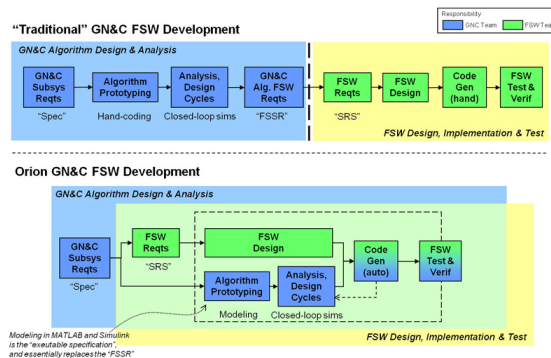 Responsibility
GNC Team
FSW Team
“Traditional” GN&C FSW Development
GN&C Algorithm Design & Analysis
GN&C
Subsys
Reqts
Algorithm
Prototyping
Analysis,
Design
Cycles
GN&C
Alg. FSW
Reqts
FSW
Reqts
FSW
Design
Code
Gen
(hand)
FSW
Test &
Verif
“Spec”
Hand-coding
Closed-loop sims
“FSSR”
“SRS”
FSW Design, Implementation & Test
Orion GN&C FSW Development
GN&C Algorithm Design & Analysis
GN&C
Subsys
Reqts
“Spec”
FSW
Reqts
“SRS”
FSW
Design
Algorithm
Prototyping
Modeling
Analysis,
Design
Cycles
Closed-loop sims
Code
Gen
(auto)
FSW
Test
& Verif
Modeling in MATLAB and Simulink
is the “exeutable specification”,
and essentially replaces the “FSSR”
FSW Design, Implementation & Test